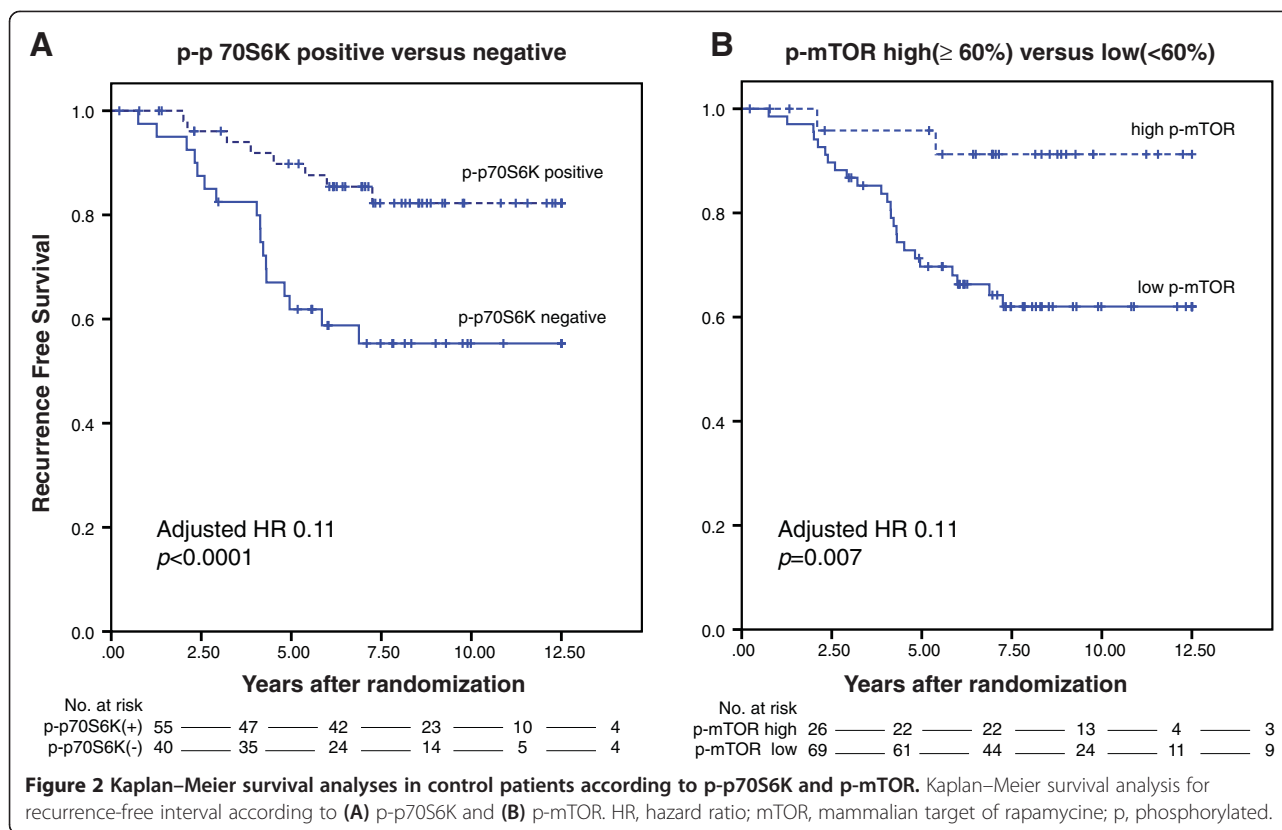 A
p-p 70S6K positive versus negative
Recurrence Free Survival
1.0
0.8
0.6
0.4
0.2
0.0
p-p70S6K positive
p-p70S6K negative
Adjusted HR 0.11
p<0.0001
.00 2.50 5.00 7.50 10.00 12.50
Years after randomization
No. at risk
p-p70S6K(+) 55 47 42 23 10 4
p-p70S6K(-) 40 35 24 14 5 4
B
p-mTOR high(≥ 60%) versus low(<60%)
1.0
0.8
0.6
0.4
0.2
0.0
high p-mTOR
low p-mTOR
Adjusted HR 0.11
p=0.007
.00 2.50 5.00 7.50 10.00 12.50
Years after randomization
No. at risk
p-mTOR high 26 22 22 13 4 3
p-mTOR low 69 61 44 24 11 9
Figure 2 Kaplan–Meier survival analyses in control patients according to p-p70S6K and p-mTOR. Kaplan–Meier survival analysis for
recurrence-free interval according to (A) p-p70S6K and (B) p-mTOR. HR, hazard ratio; mTOR, mammalian target of rapamycine; p, phosphorylated.